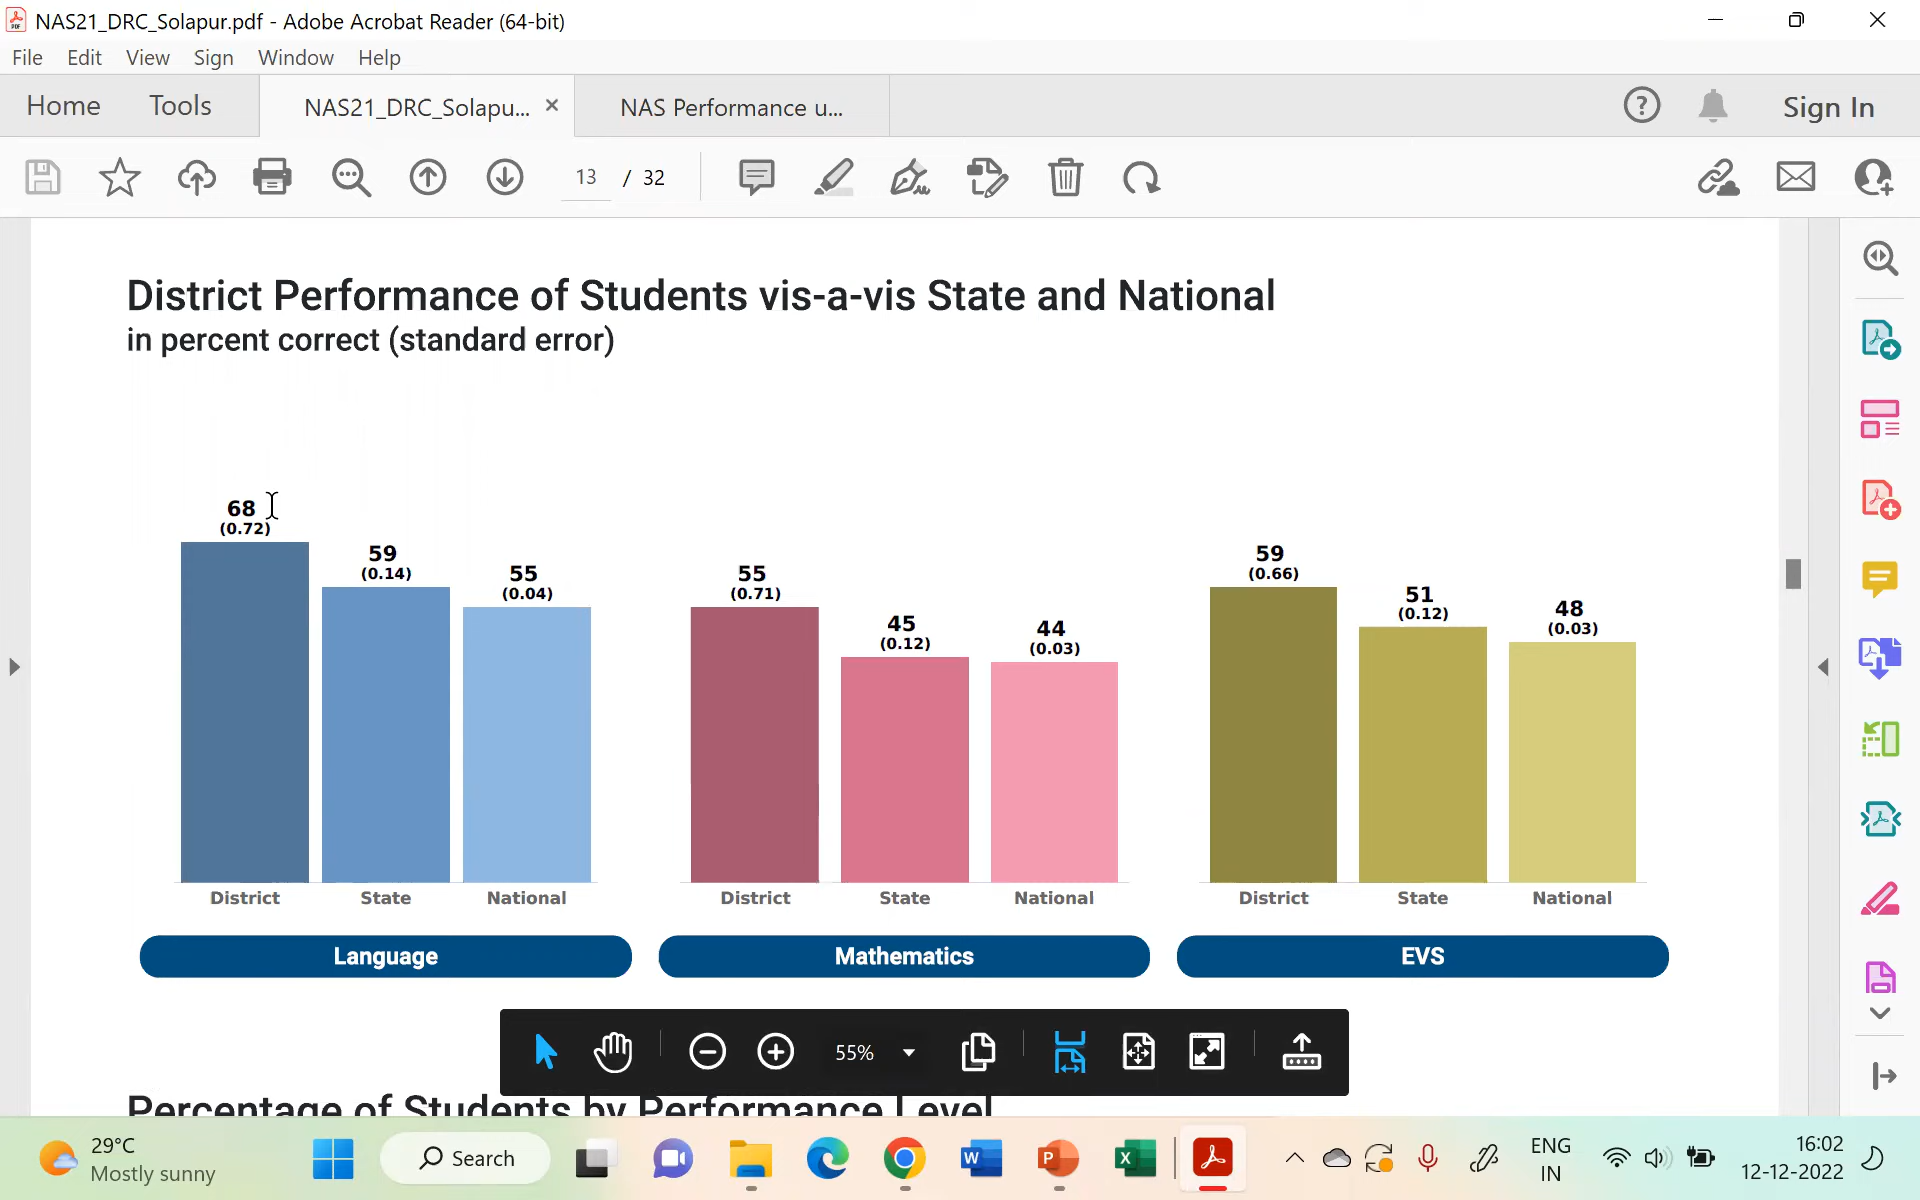 NAS21_DRC_Solapur.pdf - Adobe Acrobat Reader (64-bit)
File Edit View Sign Window Help
Home Tools NAS21_DRC_Solapu... NAS Performance u... Sign In
13 / 32
District Performance of Students vis-a-vis State and National
in percent correct (standard error)
68
(0.72)
59
(0.14)
55
(0.04)
District State National
Language
55
(0.71)
45
(0.12)
44
(0.03)
District State National
Mathematics
59
(0.66)
51
(0.12)
48
(0.03)
District State National
EVS
55%
Percentage of Students by Performance Level
29°C
Mostly sunny
Search
ENG
IN
16:02
12-12-2022